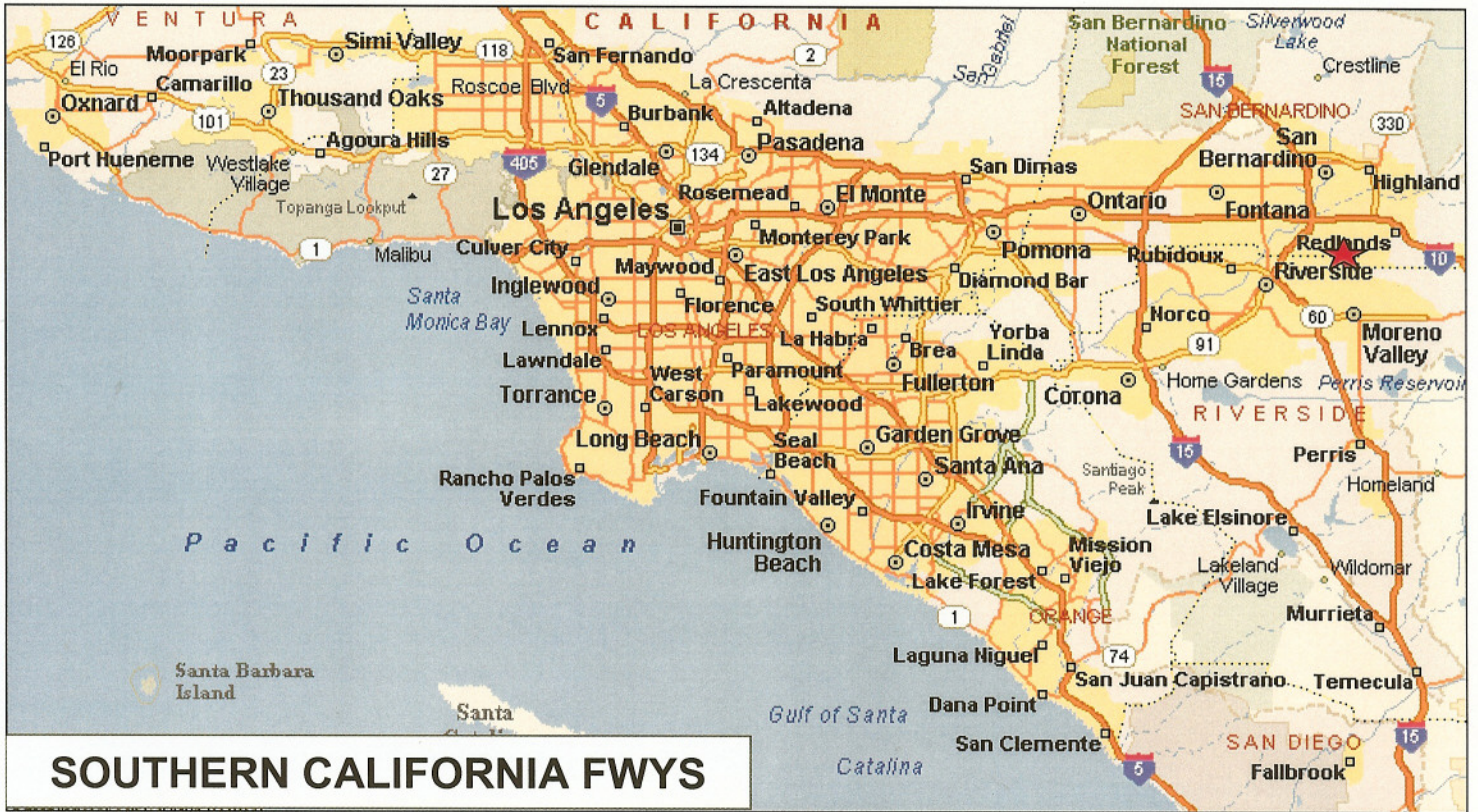 VENTURA
CALIFORNIA
San Bernardino
National
Forest
Silverwood
Lake
126
Moorpark
Simi Valley
118
San Fernando
2
San Gabriel
15
Crestline
El Rio
23
Camarillo
Thousand Oaks
Roscoe Blvd
5
La Crescenta
Oxnard
101
Burbank
Altadena
SAN BERNARDINO
330
Port Hueneme
Westlake
Village
Agoura Hills
405
Glendale
134
Pasadena
San Dimas
San
Bernardino
Highland
27
Topanga Lookput
Rosemead
El Monte
Ontario
Fontana
Los Angeles
1
Malibu
Culver City
Monterey Park
Pomona
Rubidoux
Redlands
10
Maywood
East Los Angeles
Diamond Bar
Riverside
Santa
Monica Bay
Inglewood
Florence
South Whittier
Norco
60
Lennox
LOS ANGELES
La Habra
Yorba
Linda
Moreno
Valley
Lawndale
Brea
91
Paramount
West
Carson
Fullerton
Corona
Home Gardens
Perris Reservoir
Torrance
Lakewood
RIVERSIDE
Long Beach
Seal
Beach
Garden Grove
15
Perris
Rancho Palos
Verdes
Santa Ana
Santiago
Peak
Homeland
Fountain Valley
Irvine
Lake Elsinore
Pacific Ocean
Huntington
Beach
Costa Mesa
Mission
Viejo
Lakeland
Village
Wildomar
Lake Forest
1
ORANGE
Murrieta
Laguna Niguel
74
Santa Barbara
Island
San Juan Capistrano
Temecula
Santa
Dana Point
Gulf of Santa
Catalina
San Clemente
SAN DIEGO
15
5
Fallbrook
SOUTHERN CALIFORNIA FWYS